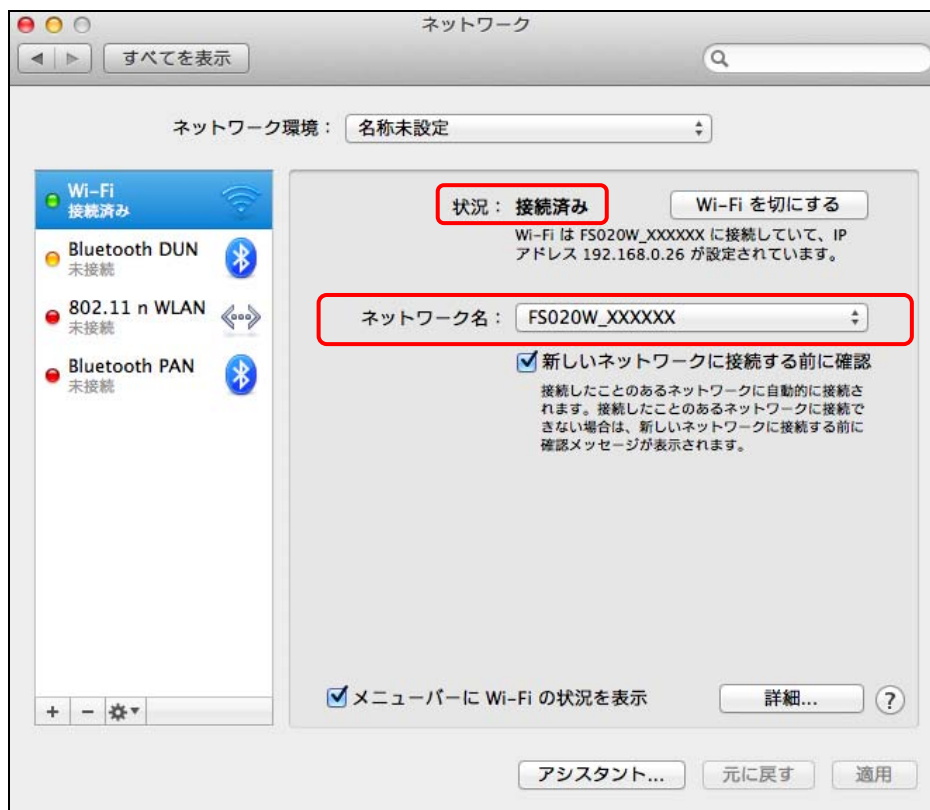 ネットワーク
すべてを表示
ネットワーク環境： 名称未設定
Wi-Fi
接続済み
Bluetooth DUN
未接続
802.11 n WLAN
未接続
Bluetooth PAN
未接続
状況： 接続済み
Wi-Fi を切にする
Wi-Fi は FS020W_XXXXXX に接続していて、IP
アドレス 192.168.0.26 が設定されています。
ネットワーク名： FS020W_XXXXXX
新しいネットワークに接続する前に確認
接続したことのあるネットワークに自動的に接続さ
れます。接続したことのあるネットワークに接続で
きない場合は、新しいネットワークに接続する前に
確認メッセージが表示されます。
メニューバーに Wi-Fi の状況を表示
詳細...
?
+ −
アシスタント...
元に戻す
適用